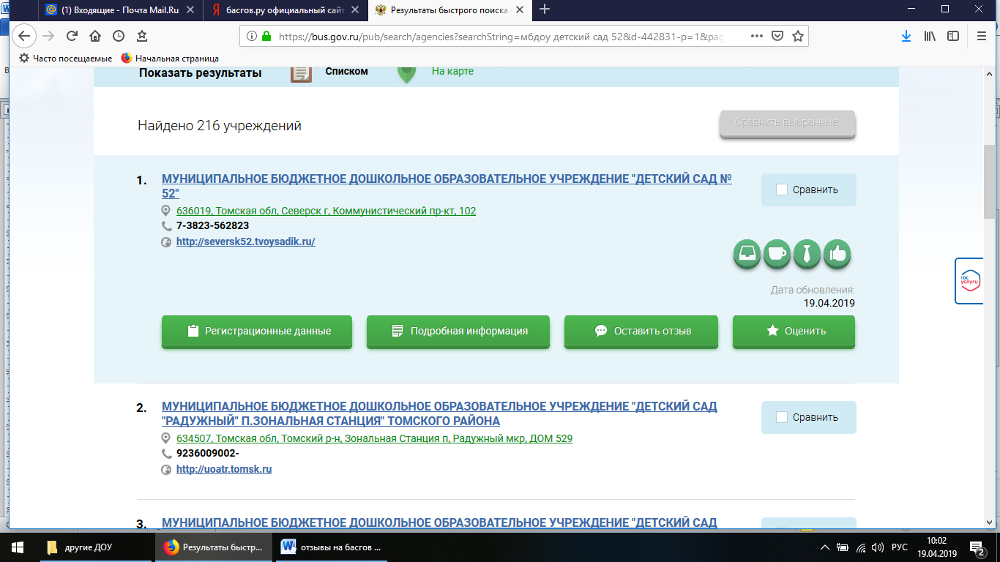 (1) Входящие - Почта Mail.Ru
басгов.ру официальный сайт
Результаты быстрого поиска
https://bus.gov.ru/pub/search/agencies?searchString=мбдоу детский сад 52&d-442831-p=1&pag
Часто посещаемые
Начальная страница
Показать результаты
Списком
На карте
Найдено 216 учреждений
Сравнить выбранные
1. МУНИЦИПАЛЬНОЕ БЮДЖЕТНОЕ ДОШКОЛЬНОЕ ОБРАЗОВАТЕЛЬНОЕ УЧРЕЖДЕНИЕ "ДЕТСКИЙ САД №
52"
Сравнить
636019, Томская обл, Северск г, Коммунистический пр-кт, 102
7-3823-562823
http://seversk52.tvoysadik.ru/
гос
услуги
Дата обновления:
19.04.2019
Регистрационные данные
Подробная информация
Оставить отзыв
Оценить
2. МУНИЦИПАЛЬНОЕ БЮДЖЕТНОЕ ДОШКОЛЬНОЕ ОБРАЗОВАТЕЛЬНОЕ УЧРЕЖДЕНИЕ "ДЕТСКИЙ САД
"РАДУЖНЫЙ" П.ЗОНАЛЬНАЯ СТАНЦИЯ" ТОМСКОГО РАЙОНА
Сравнить
634507, Томская обл, Томский р-н, Зональная Станция п, Радужный мкр, ДОМ 529
9236009002-
http://uoatr.tomsk.ru
3. МУНИЦИПАЛЬНОЕ БЮДЖЕТНОЕ ДОШКОЛЬНОЕ ОБРАЗОВАТЕЛЬНОЕ УЧРЕЖДЕНИЕ "ДЕТСКИЙ САД
другие ДОУ
Результаты быстр...
отзывы на басгов ...
РУС
10:02
19.04.2019
2